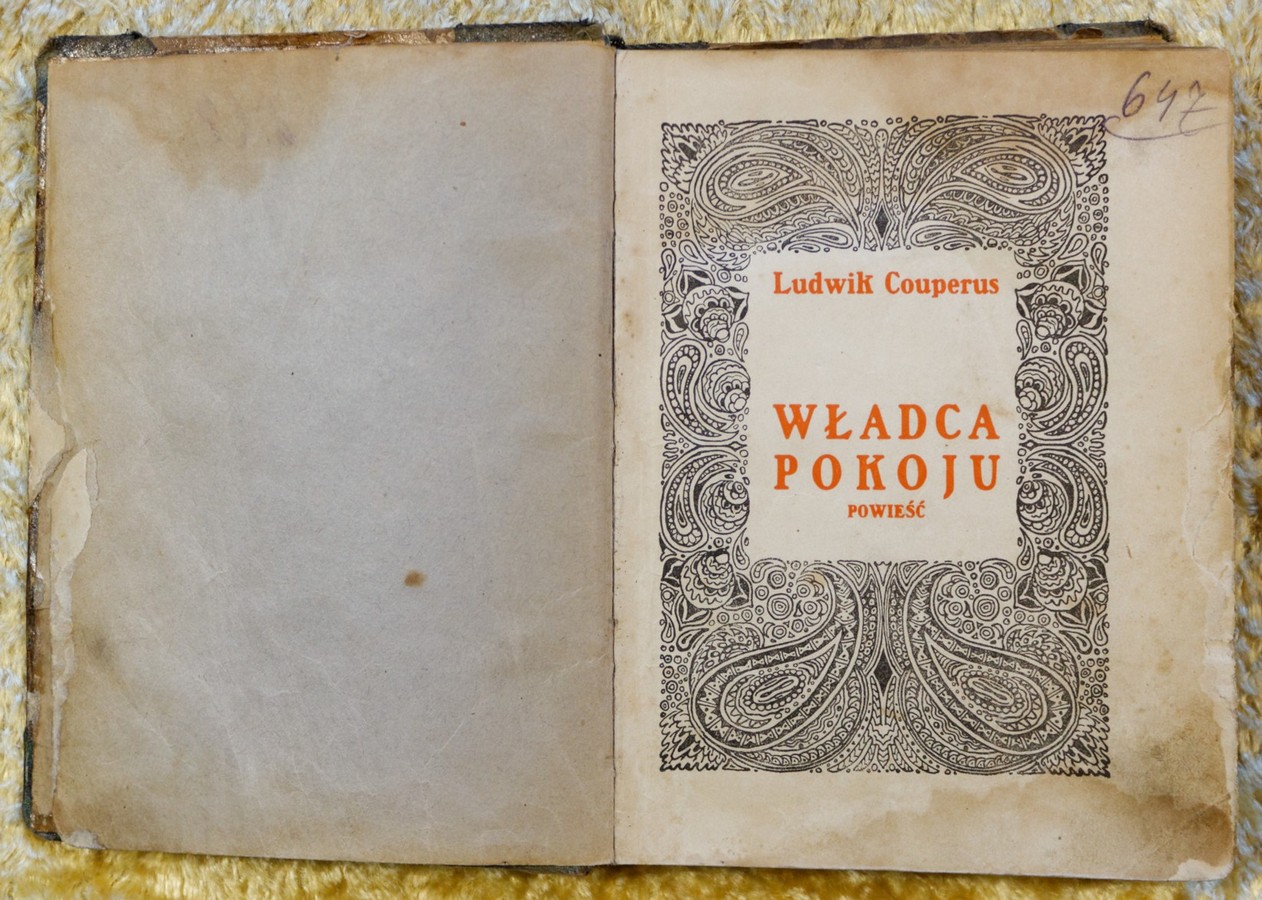 647
Ludwik Couperus
WŁADCA
POKOJU
POWIEŚĆ